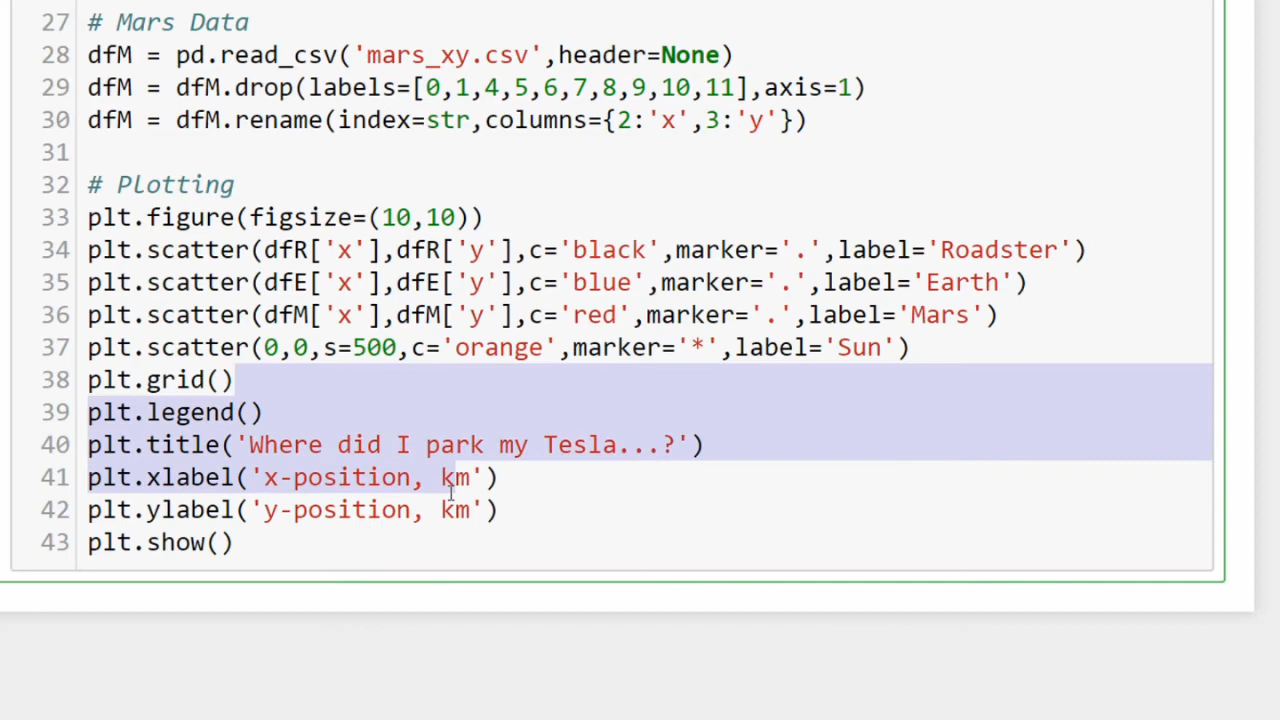 27 # Mars Data
28 dfM = pd.read_csv('mars_xy.csv',header=None)
29 dfM = dfM.drop(labels=[0,1,4,5,6,7,8,9,10,11],axis=1)
30 dfM = dfM.rename(index=str,columns={2:'x',3:'y'})
31
32 # Plotting
33 plt.figure(figsize=(10,10))
34 plt.scatter(dfR['x'],dfR['y'],c='black',marker='.',label='Roadster')
35 plt.scatter(dfE['x'],dfE['y'],c='blue',marker='.',label='Earth')
36 plt.scatter(dfM['x'],dfM['y'],c='red',marker='.',label='Mars')
37 plt.scatter(0,0,s=500,c='orange',marker='*',label='Sun')
38 plt.grid()
39 plt.legend()
40 plt.title('Where did I park my Tesla...?')
41 plt.xlabel('x-position, km')
42 plt.ylabel('y-position, km')
43 plt.show()